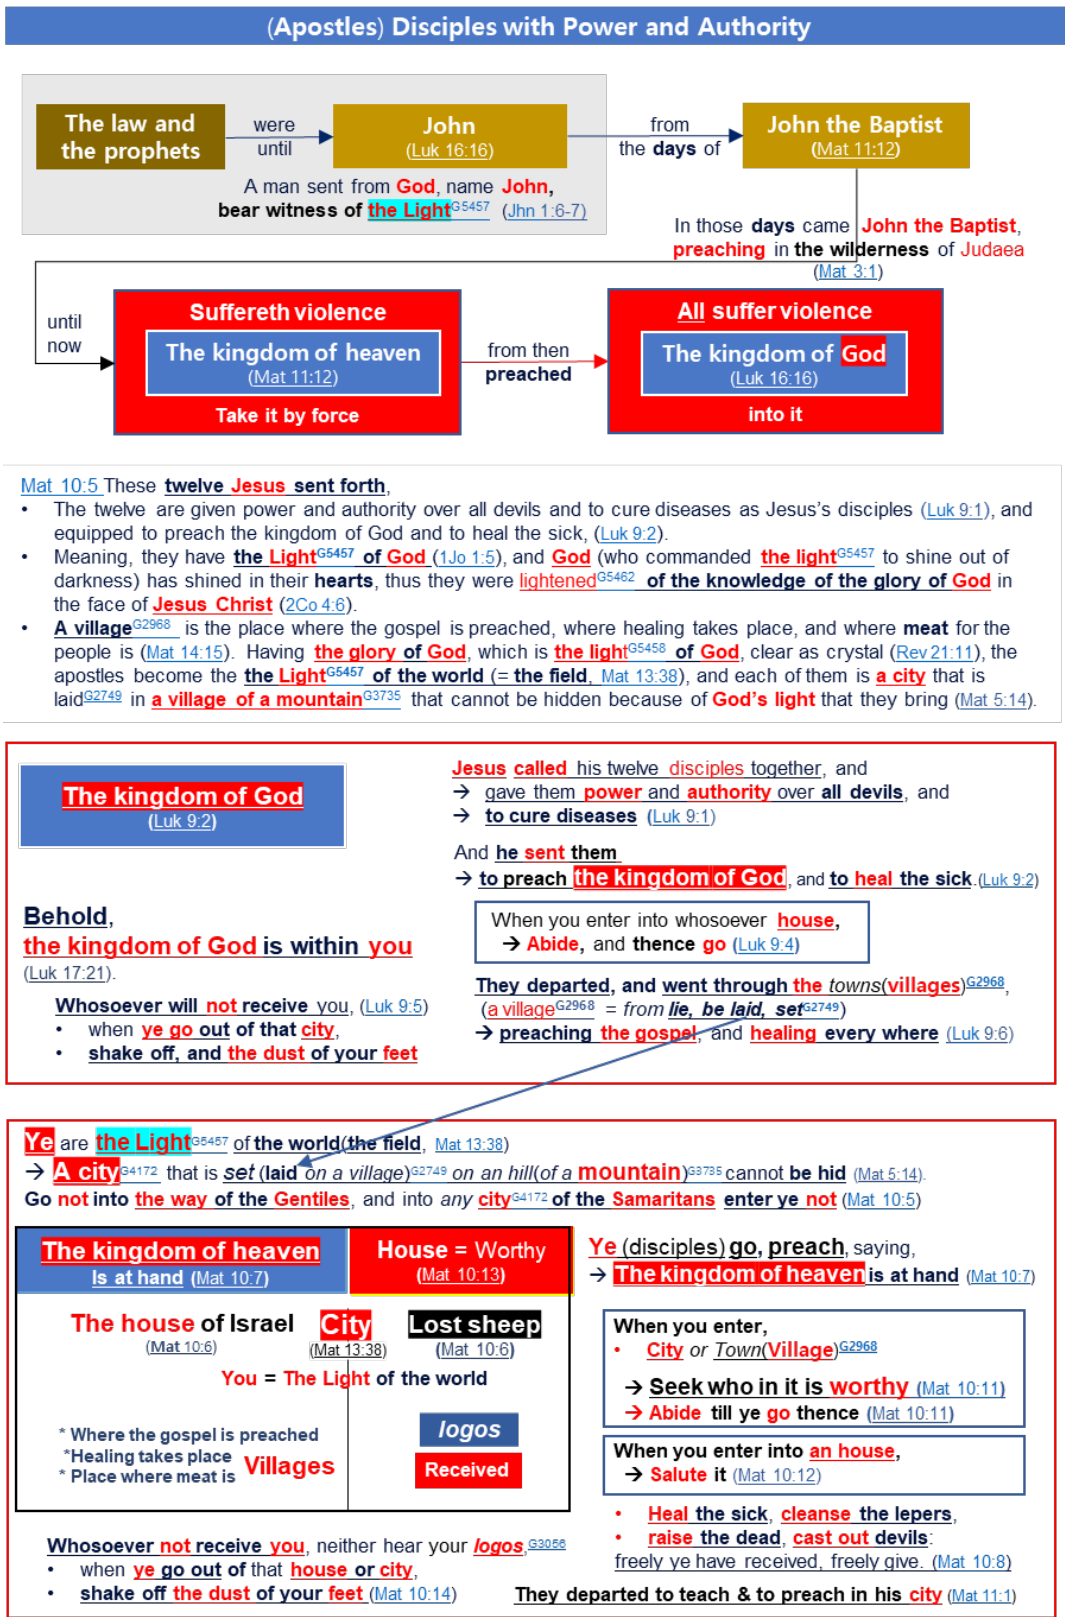 (Apostles) Disciples with Power and Authority
The law and
the prophets
were
until
John
(Luk 16:16)
from
the days of
John the Baptist
(Mat 11:12)
A man sent from God, name John,
bear witness of the Light G5457 (Jhn 1:6-7)
In those days came John the Baptist,
preaching in the wilderness of Judaea
(Mat 3:1)
until
now
Suffereth violence
The kingdom of heaven
(Mat 11:12)
Take it by force
from then
preached
All suffer violence
The kingdom of God
(Luk 16:16)
into it
Mat 10:5 These twelve Jesus sent forth,
• The twelve are given power and authority over all devils and to cure diseases as Jesus's disciples (Luk 9:1), and
equipped to preach the kingdom of God and to heal the sick, (Luk 9:2).
• Meaning, they have the Light G5457 of God (1Jo 1:5), and God (who commanded the light G5457 to shine out of
darkness) has shined in their hearts, thus they were lightened G5462 of the knowledge of the glory of God in
the face of Jesus Christ (2Co 4:6).
• A village G2968 is the place where the gospel is preached, where healing takes place, and where meat for the
people is (Mat 14:15). Having the glory of God, which is the light G5458 of God, clear as crystal (Rev 21:11), the
apostles become the the Light G5457 of the world (= the field, Mat 13:38), and each of them is a city that is
laid G2749 in a village of a mountain G3735 that cannot be hidden because of God's light that they bring (Mat 5:14).
The kingdom of God
(Luk 9:2)
Behold,
the kingdom of God is within you
(Luk 17:21).
Whosoever will not receive you, (Luk 9:5)
• when ye go out of that city,
• shake off, and the dust of your feet
Jesus called his twelve disciples together, and
→ gave them power and authority over all devils, and
→ to cure diseases (Luk 9:1)
And he sent them
→ to preach the kingdom of God, and to heal the sick.(Luk 9:2)
When you enter into whosoever house,
→ Abide, and thence go (Luk 9:4)
They departed, and went through the towns(villages) G2968,
(a village G2968 = from lie, be laid, set G2749)
→ preaching the gospel, and healing every where (Luk 9:6)
Ye are the Light G5457 of the world(the field, Mat 13:38)
→ A city G4172 that is set (laid on a village) G2749 on an hill(of a mountain) G3735 cannot be hid (Mat 5:14).
Go not into the way of the Gentiles, and into any city G4172 of the Samaritans enter ye not (Mat 10:5)
The kingdom of heaven
Is at hand (Mat 10:7)
House = Worthy
(Mat 10:13)
The house of Israel
(Mat 10:6)
City
(Mat 13:38)
Lost sheep
(Mat 10:6)
You = The Light of the world
* Where the gospel is preached
*Healing takes place
* Place where meat is
Villages
logos
Received
Whosoever not receive you, neither hear your logos, G3056
• when ye go out of that house or city,
• shake off the dust of your feet (Mat 10:14)
Ye (disciples) go, preach, saying,
→ The kingdom of heaven is at hand (Mat 10:7)
When you enter,
• City or Town(Village) G2968
→ Seek who in it is worthy (Mat 10:11)
→ Abide till ye go thence (Mat 10:11)
When you enter into an house,
→ Salute it (Mat 10:12)
• Heal the sick, cleanse the lepers,
• raise the dead, cast out devils:
freely ye have received, freely give. (Mat 10:8)
They departed to teach & to preach in his city (Mat 11:1)